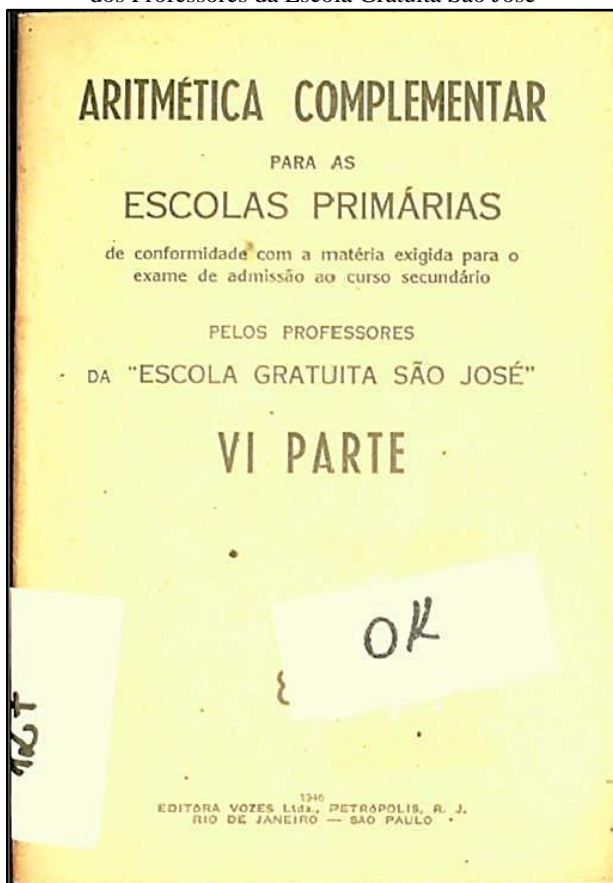 dos Professores da Escola Gratuita São José
ARITMÉTICA COMPLEMENTAR
PARA AS
ESCOLAS PRIMÁRIAS
de conformidade com a matéria exigida para o
exame de admissão ao curso secundário
PELOS PROFESSORES
DA "ESCOLA GRATUITA SÃO JOSÉ"
VI PARTE
OK
1946
EDITORA VOZES Ltda., PETRÓPOLIS, R. J.
RIO DE JANEIRO — SÃO PAULO